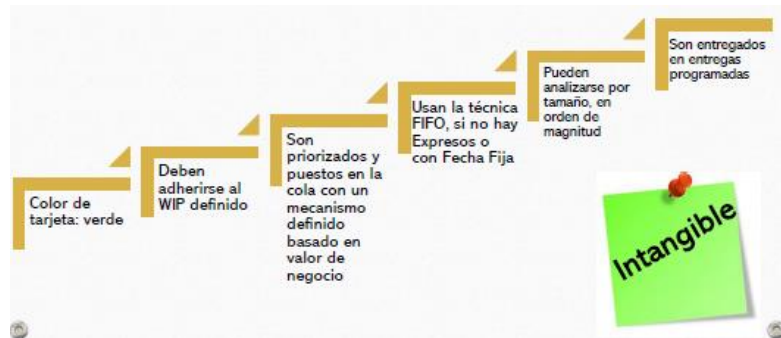 Color de
tarjeta: verde
Deben
adherirse al
WIP definido
Son
priorizados y
puestos en la
cola con un
mecanismo
definido
basado en
valor de
negocio
Usan la técnica
FIFO, si no hay
Expresos o
con Fecha Fija
Pueden
analizarse por
tamaño, en
orden de
magnitud
Son entregados
en entregas
programadas
Intangible